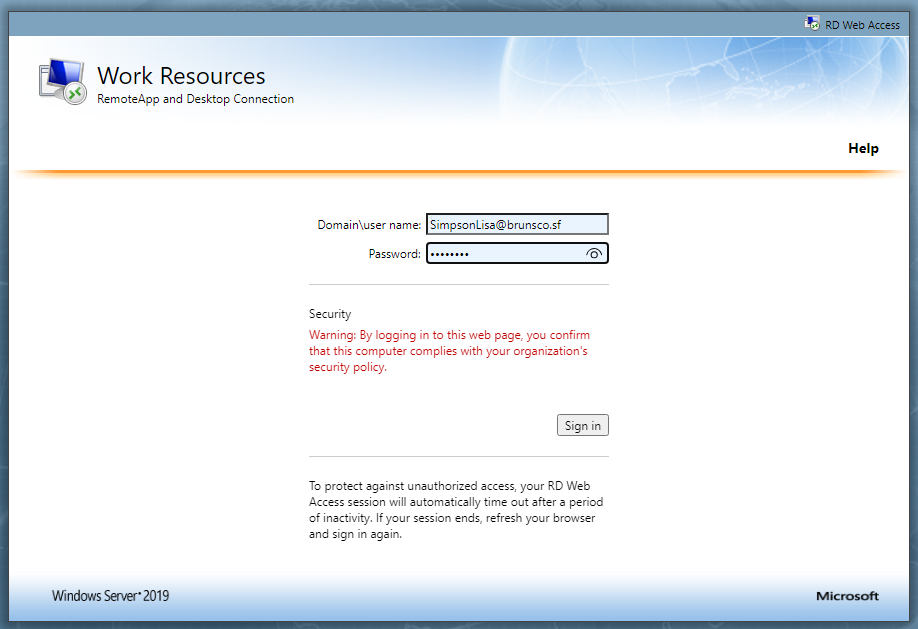 RD Web Access
Work Resources
RemoteApp and Desktop Connection
Help
Domain\user name: SimpsonLisa@brunsco.sf
Password: ••••••••
Security
Warning: By logging in to this web page, you confirm
that this computer complies with your organization's
security policy.
Sign in
To protect against unauthorized access, your RD Web
Access session will automatically time out after a period
of inactivity. If your session ends, refresh your browser
and sign in again.
Windows Server® 2019
Microsoft